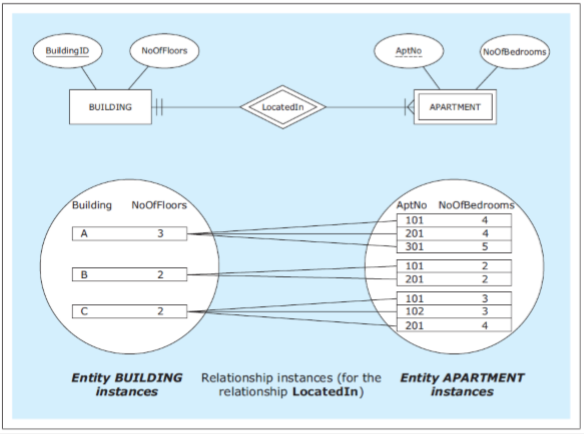 BuildingID NoOfFloors AptNo NoOfBedrooms
BUILDING LocatedIn APARTMENT
Building NoOfFloors AptNo NoOfBedrooms
A 3
B 2
C 2
101 4
201 4
301 5
101 2
201 2
101 3
102 3
201 4
Entity BUILDING
instances
Relationship instances (for the
relationship LocatedIn)
Entity APARTMENT
instances